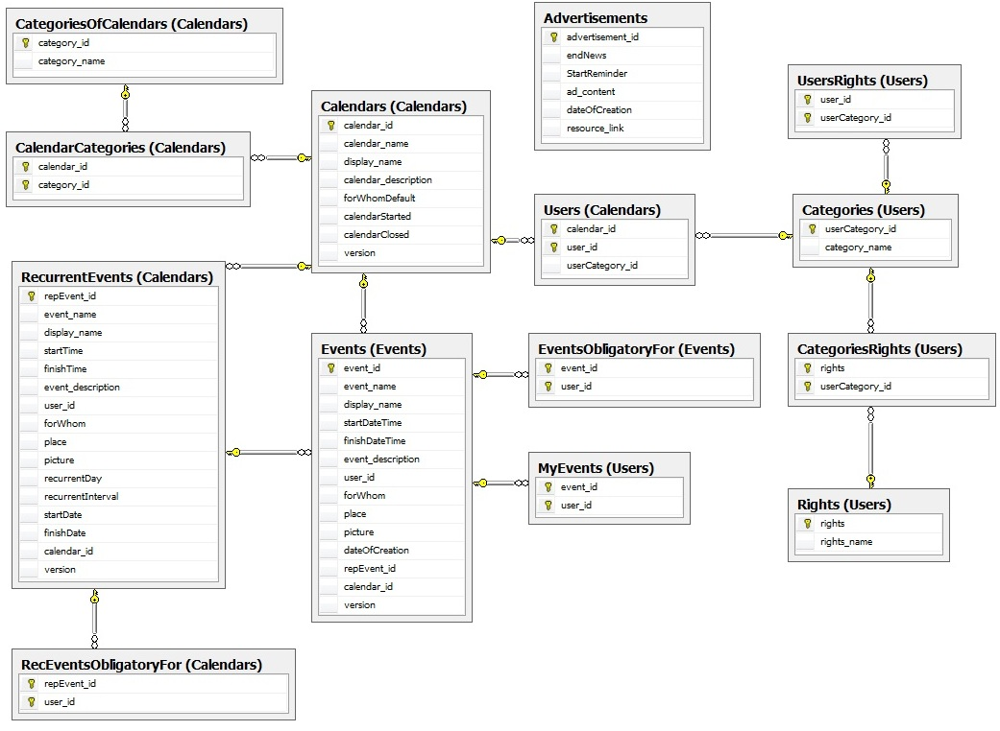 CategoriesOfCalendars (Calendars)
category_id
category_name
CalendarCategories (Calendars)
calendar_id
category_id
Calendars (Calendars)
calendar_id
calendar_name
display_name
calendar_description
forWhomDefault
calendarStarted
calendarClosed
version
Advertisements
advertisement_id
endNews
StartReminder
ad_content
dateOfCreation
resource_link
UsersRights (Users)
user_id
userCategory_id
Users (Calendars)
calendar_id
user_id
userCategory_id
Categories (Users)
userCategory_id
category_name
RecurrentEvents (Calendars)
repEvent_id
event_name
display_name
startTime
finishTime
event_description
user_id
forWhom
place
picture
recurrentDay
recurrentInterval
startDate
finishDate
calendar_id
version
Events (Events)
event_id
event_name
display_name
startDateTime
finishDateTime
event_description
user_id
forWhom
place
picture
dateOfCreation
repEvent_id
calendar_id
version
EventsObligatoryFor (Events)
event_id
user_id
CategoriesRights (Users)
rights
userCategory_id
MyEvents (Users)
event_id
user_id
Rights (Users)
rights
rights_name
RecEventsObligatoryFor (Calendars)
repEvent_id
user_id